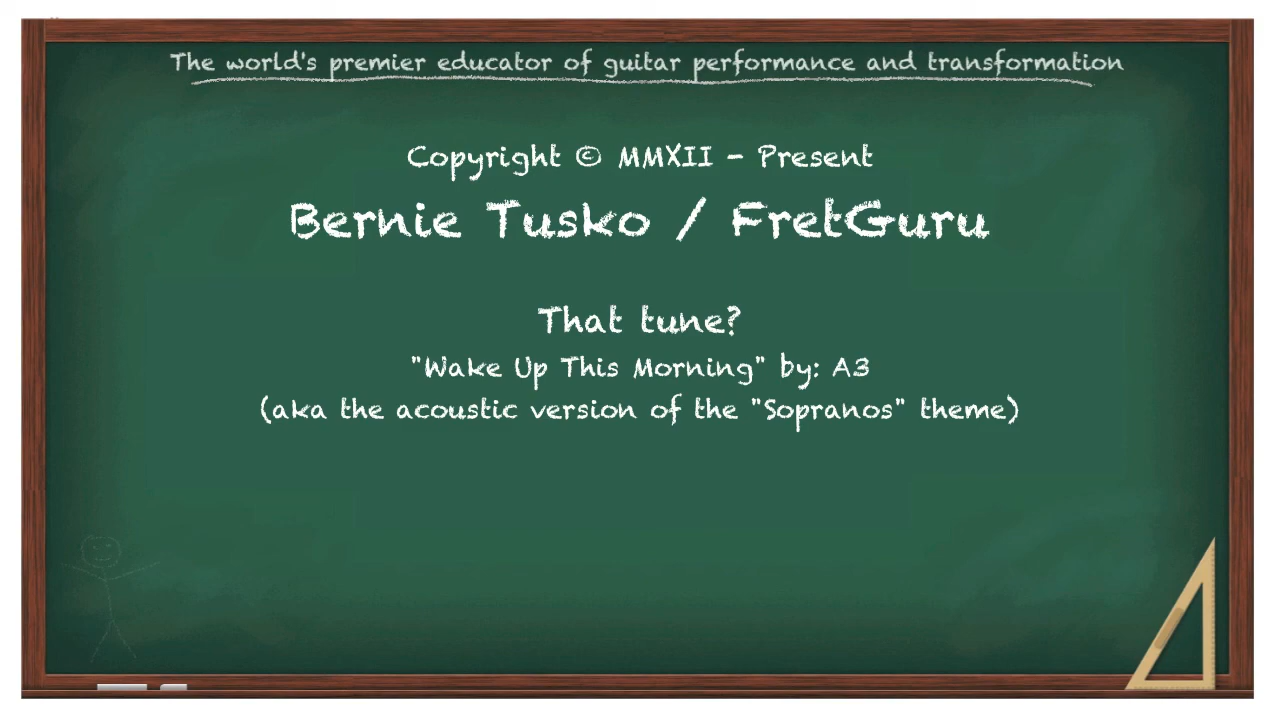 The world's premier educator of guitar performance and transformation
Copyright © MMXII - Present
Bernie Tusko / FretGuru
That tune?
"Wake Up This Morning" by: A3
(aka the acoustic version of the "Sopranos" theme)